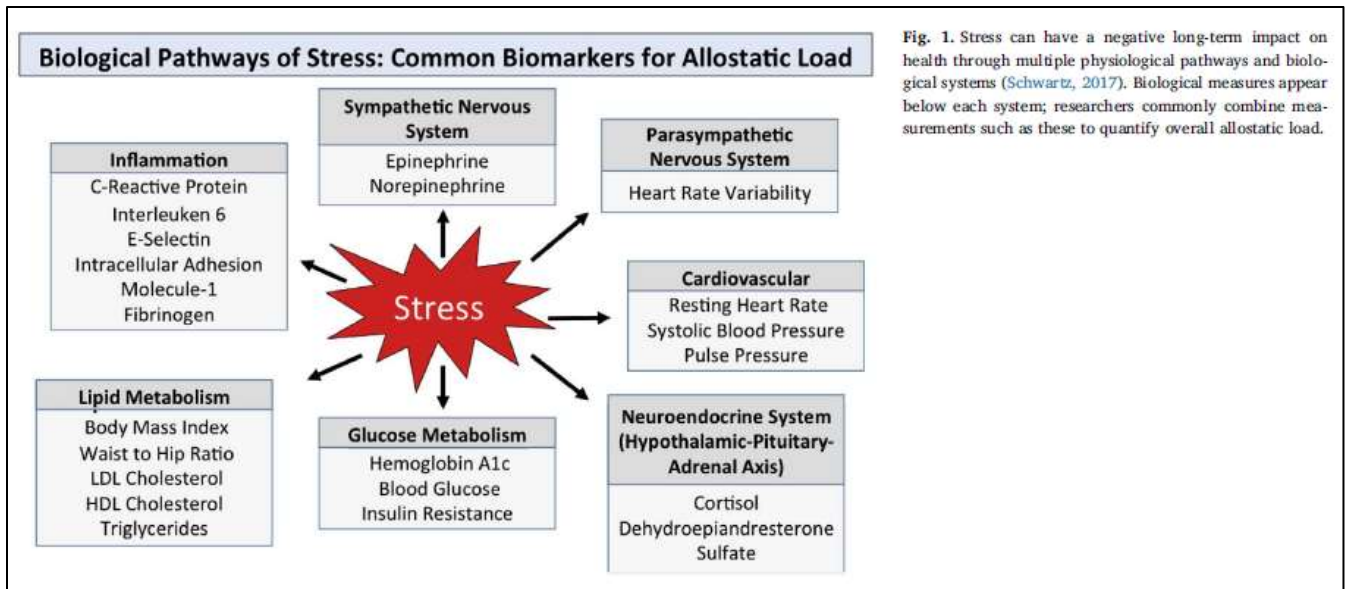 Biological Pathways of Stress: Common Biomarkers for Allostatic Load
Sympathetic Nervous
System
Epinephrine
Norepinephrine
Parasympathetic
Nervous System
Heart Rate Variability
Inflammation
C-Reactive Protein
Interleuken 6
E-Selectin
Intracellular Adhesion
Molecule-1
Fibrinogen
Stress
Cardiovascular
Resting Heart Rate
Systolic Blood Pressure
Pulse Pressure
Lipid Metabolism
Body Mass Index
Waist to Hip Ratio
LDL Cholesterol
HDL Cholesterol
Triglycerides
Glucose Metabolism
Hemoglobin A1c
Blood Glucose
Insulin Resistance
Neuroendocrine System
(Hypothalamic-Pituitary-
Adrenal Axis)
Cortisol
Dehydroepiandresterone
Sulfate
Fig. 1. Stress can have a negative long-term impact on
health through multiple physiological pathways and biolo-
gical systems (Schwartz, 2017). Biological measures appear
below each system; researchers commonly combine mea-
surements such as these to quantify overall allostatic load.